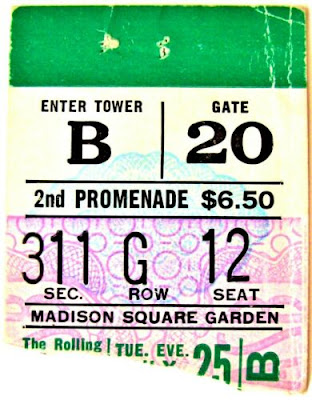 ENTER TOWER GATE
B 20
2nd PROMENADE $6.50
311 G 12
SEC. ROW SEAT
MADISON SQUARE GARDEN
The Rolling TUE. EVE.
25 B